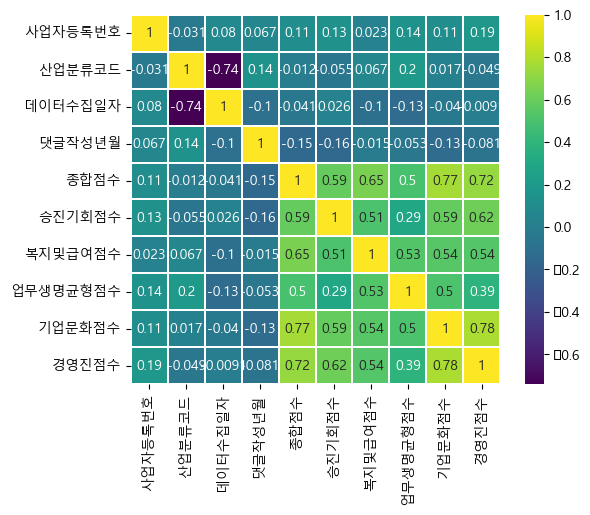 사업자등록번호 1 -0.031 0.08 0.067 0.11 0.13 0.023 0.14 0.11 0.19
산업분류코드 -0.031 1 -0.74 0.14 -0.012 -0.055 0.067 0.2 0.017 -0.049
데이터수집일자 0.08 -0.74 1 -0.1 -0.041 0.026 -0.1 -0.13 -0.04 0.009
댓글작성년월 0.067 0.14 -0.1 1 -0.15 -0.16 -0.015 -0.053 -0.13 -0.081
종합점수 0.11 -0.012 -0.041 -0.15 1 0.59 0.65 0.5 0.77 0.72
승진기회점수 0.13 -0.055 0.026 -0.16 0.59 1 0.51 0.29 0.59 0.62
복지및급여점수 0.023 0.067 -0.1 -0.015 0.65 0.51 1 0.53 0.54 0.54
업무생명균형점수 0.14 0.2 -0.13 -0.053 0.5 0.29 0.53 1 0.5 0.39
기업문화점수 0.11 0.017 -0.04 -0.13 0.77 0.59 0.54 0.5 1 0.78
경영진점수 0.19 -0.049 0.0091 0.081 0.72 0.62 0.54 0.39 0.78 1
사업자등록번호
산업분류코드
데이터수집일자
댓글작성년월
종합점수
승진기회점수
복지및급여점수
업무생명균형점수
기업문화점수
경영진점수
1.0
0.8
0.6
0.4
0.2
0.0
□0.2
□0.4
□0.6